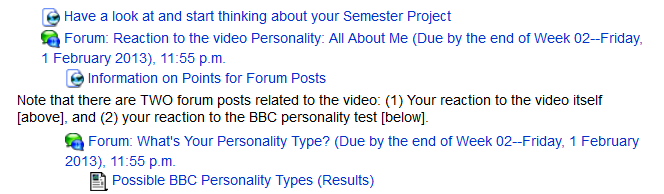 Have a look at and start thinking about your Semester Project
Forum: Reaction to the video Personality: All About Me (Due by the end of Week 02--Friday,
1 February 2013), 11:55 p.m.
Information on Points for Forum Posts
Note that there are TWO forum posts related to the video: (1) Your reaction to the video itself
[above], and (2) your reaction to the BBC personality test [below].
Forum: What's Your Personality Type? (Due by the end of Week 02--Friday, 1 February
2013), 11:55 p.m.
Possible BBC Personality Types (Results)